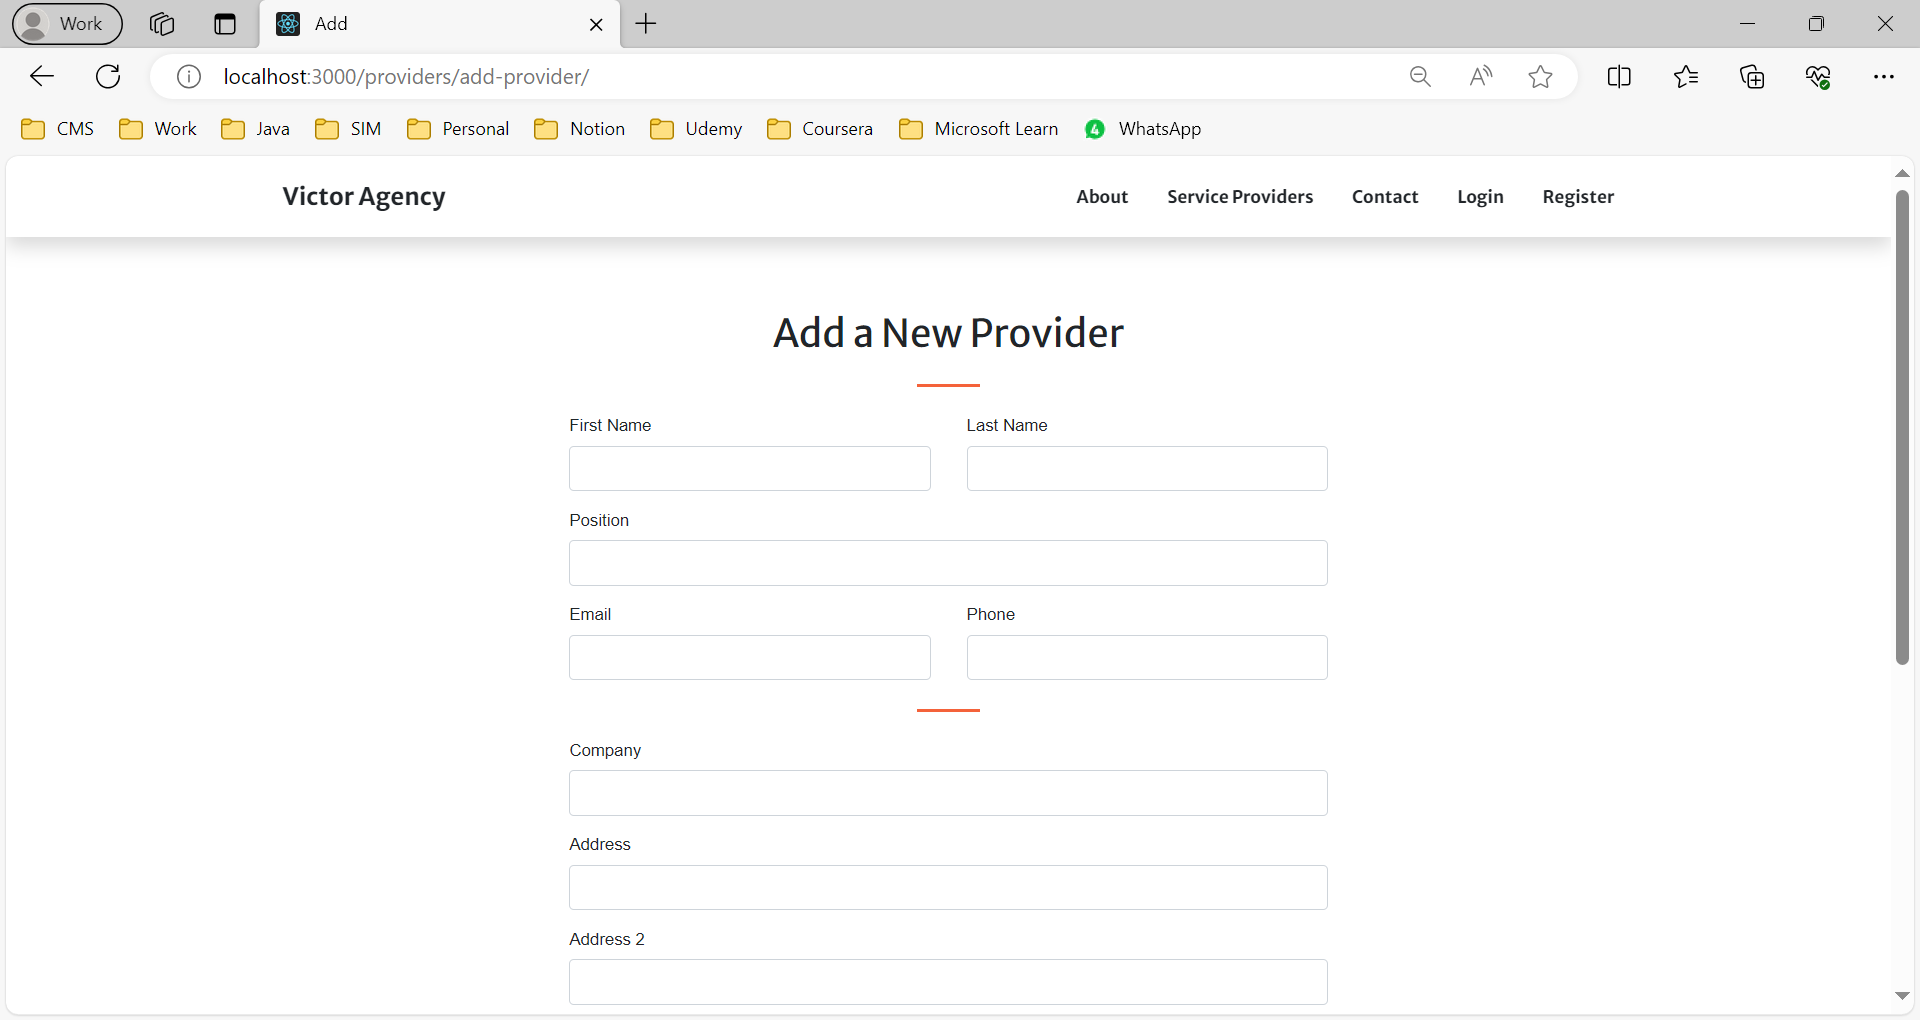 Work
Add
localhost:3000/providers/add-provider/
CMS Work Java SIM Personal Notion Udemy Coursera Microsoft Learn 4 WhatsApp
Victor Agency About Service Providers Contact Login Register
Add a New Provider
First Name Last Name
Position
Email Phone
Company
Address
Address 2